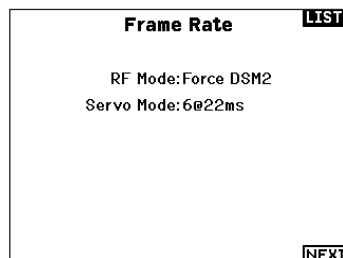 Frame Rate
LIST
RF Mode:Force DSM2
Servo Mode:6@22ms
NEXT